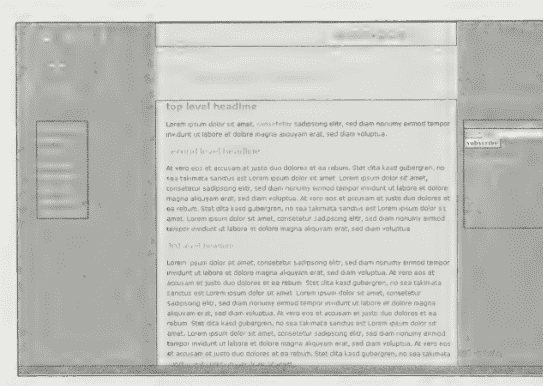 top level headline
Lorem ipsum dolor sit amet, consectetur sadipscing elitr, sed diam nonumy eirmod tempor
invidunt ut labore et dolore magna aliquyam erat, sed diam voluptua.
second level headline
At vero eos et accusam et justo duo dolores et ea rebum. Stet clita kasd gubergren, no
sea takimata sanctus est Lorem ipsum dolor sit amet. Lorem ipsum dolor sit amet,
consetetur sadipscing elitr, sed diam nonumy eirmod tempor invidunt ut labore et dolore
magna aliquyam erat, sed diam voluptua. At vero eos et accusam et justo duo dolores et
ea rebum. Stet clita kasd gubergren, no sea takimata sanctus est Lorem ipsum dolor sit
amet. Lorem ipsum dolor sit amet, consetetur sadipscing elitr, sed diam nonumy eirmod
tempor invidunt ut labore et dolore magna aliquyam erat, sed diam voluptua
3rd level headline
Lorem ipsum dolor sit amet, consetetur sadipscing elitr, sed diam nonumy eirmod tempor
invidunt ut labore et dolore magna aliquyam erat, sed diam voluptua. At vero eos et
accusam et justo duo dolores et ea rebum. Stet clita kasd gubergren, no sea takimata
sanctus est Lorem ipsum dolor sit amet. Lorem ipsum dolor sit amet, consetetur
sadipscing elitr, sed diam nonumy eirmod tempor invidunt ut labore et dolore magna
aliquyam erat, sed diam voluptua. At vero eos et accusam et justo duo dolores et ea
rebum. Stet clita kasd gubergren, no sea takimata sanctus est Lorem ipsum dolor sit
amet. Lorem ipsum dolor sit amet, consetetur sadipscing elitr, sed diam nonumy eirmod
tempor invidunt ut labore et dolore magna aliquyam erat, sed diam voluptua. At vero eos
et accusam et justo duo dolores et ea rebum. Stet clita kasd gubergren, no sea takimata
subscribe